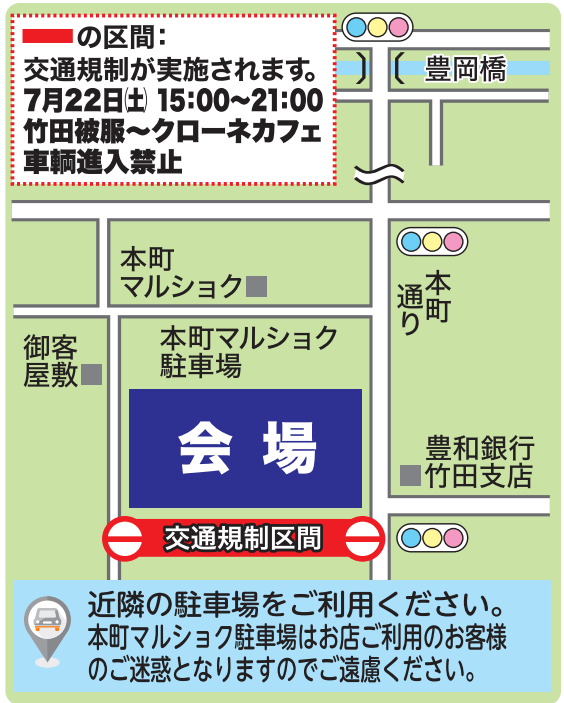 の区間：
交通規制が実施されます。
7月22日㈯ 15:00〜21:00
竹田被服〜クローネカフェ
車輌進入禁止
豊岡橋
本町
マルショク
本町
通り
御客
屋敷
本町マルショク
駐車場
会場
豊和銀行
竹田支店
交通規制区間
近隣の駐車場をご利用ください。
本町マルショク駐車場はお店ご利用のお客様
のご迷惑となりますのでご遠慮ください。